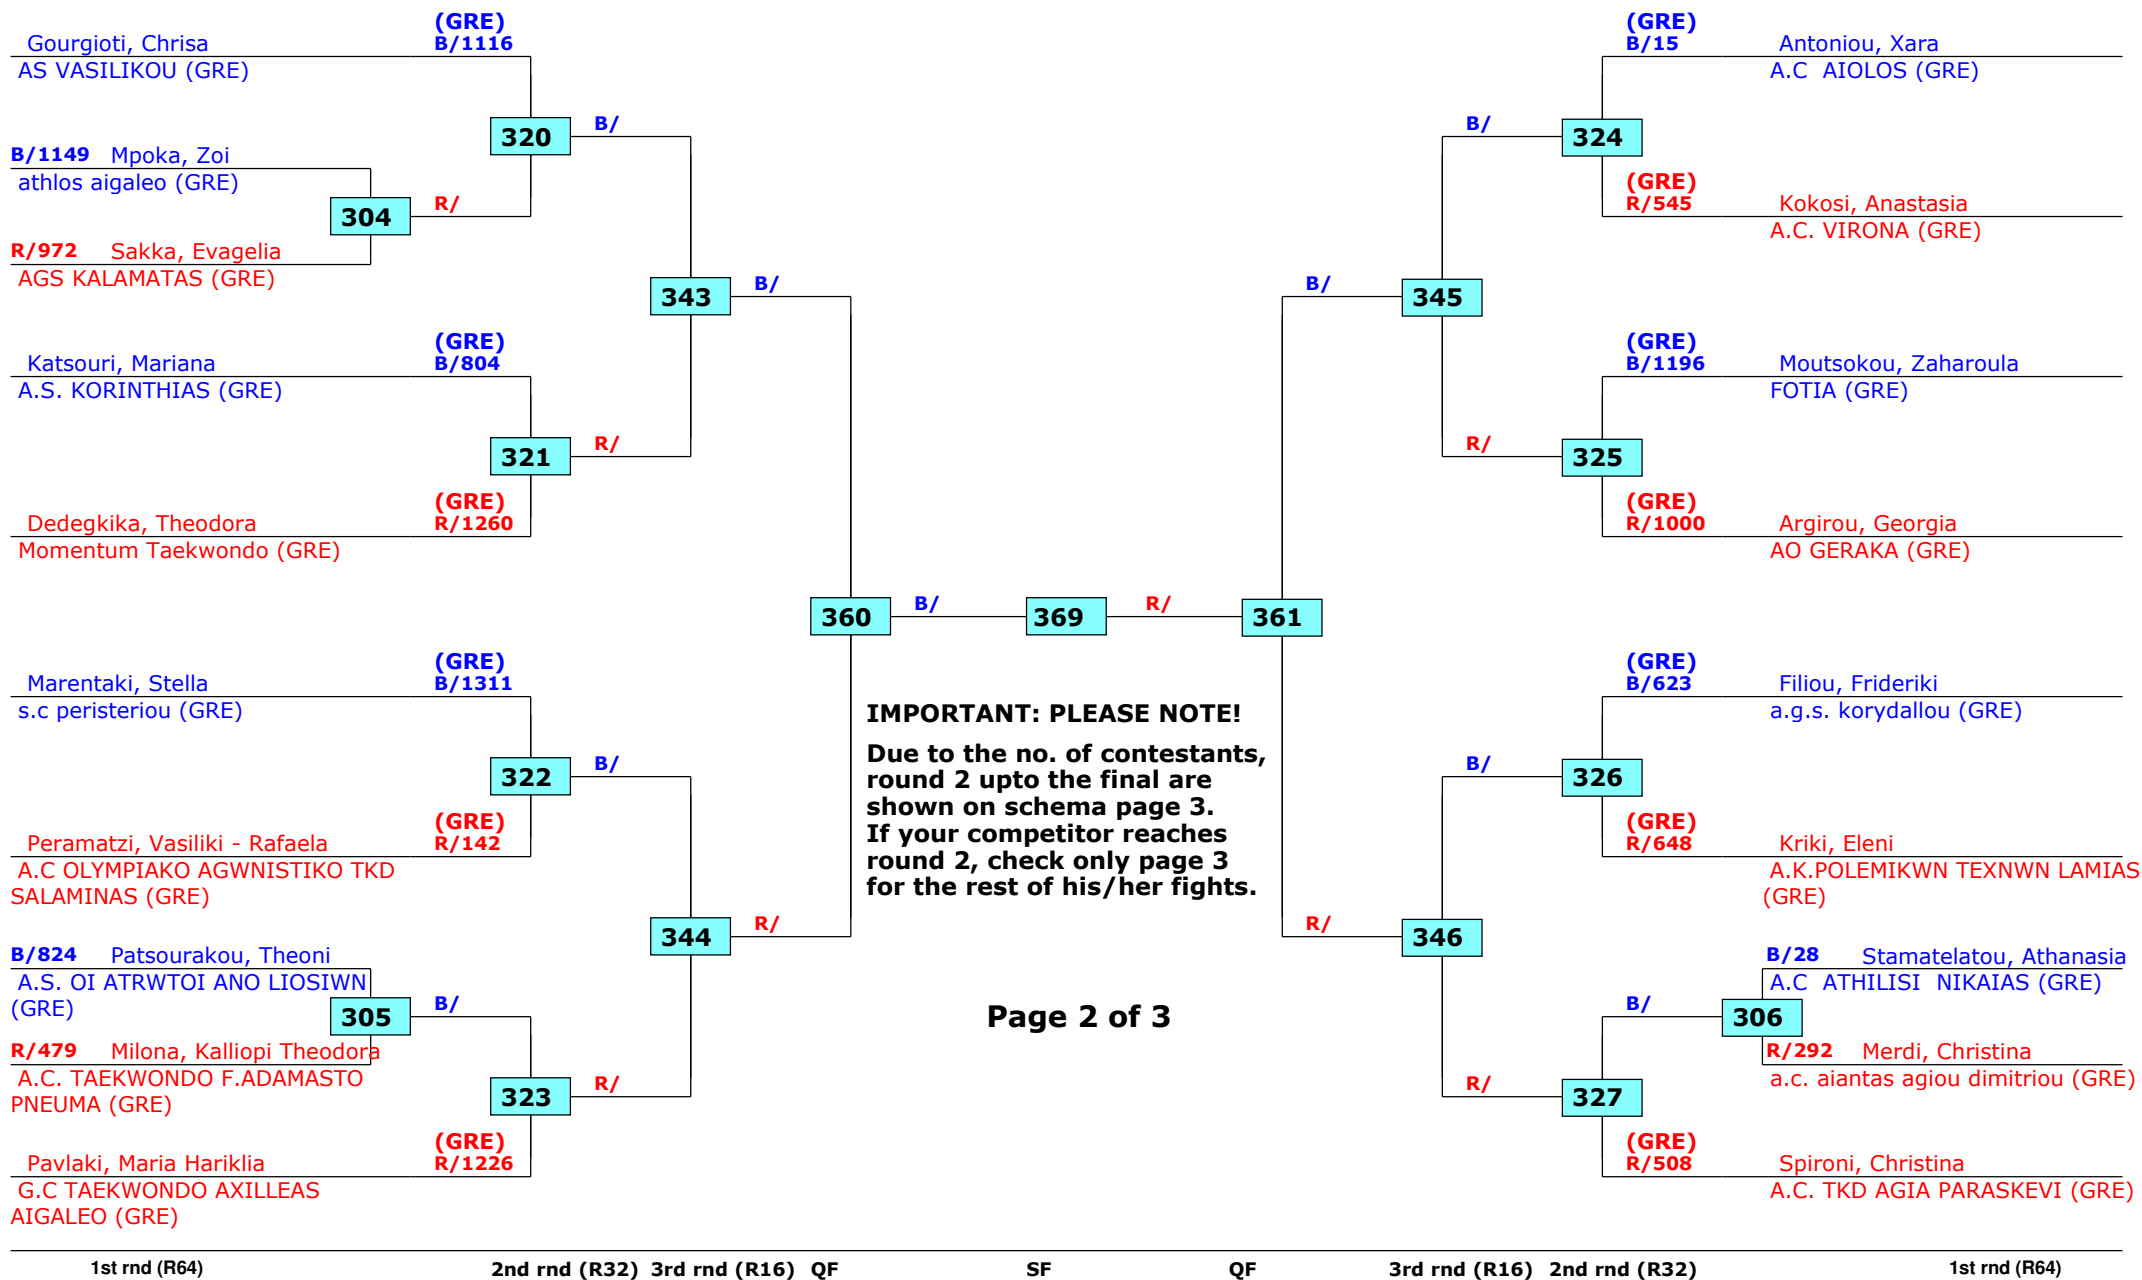 (GRE)
Gourgioti, Chrisa B/1116
AS VASILIKOU (GRE)
320
B/
B/1149 Mpoka, Zoi
athlos aigaleo (GRE)
304
R/
R/972 Sakka, Evagelia
AGS KALAMATAS (GRE)
343
B/
(GRE)
Katsouri, Mariana B/804
A.S. KORINTHIAS (GRE)
321
R/
(GRE)
Dedegkika, Theodora R/1260
Momentum Taekwondo (GRE)
360
B/
369
R/
361
(GRE)
Marentaki, Stella B/1311
s.c peristeriou (GRE)
322
B/
(GRE)
Peramatzi, Vasiliki - Rafaela R/142
A.C OLYMPIAKO AGWNISTIKO TKD
SALAMINAS (GRE)
344
R/
B/824 Patsourakou, Theoni
A.S. OI ATRWTOI ANO LIOSIWN
(GRE)
305
B/
R/479 Milona, Kalliopi Theodora
A.C. TAEKWONDO F.ADAMASTO
PNEUMA (GRE)
323
R/
(GRE)
Pavlaki, Maria Hariklia R/1226
G.C TAEKWONDO AXILLEAS
AIGALEO (GRE)
IMPORTANT: PLEASE NOTE!
Due to the no. of contestants,
round 2 upto the final are
shown on schema page 3.
If your competitor reaches
round 2, check only page 3
for the rest of his/her fights.
Page 2 of 3
(GRE)
B/15 Antoniou, Xara
A.C AIOLOS (GRE)
B/
324
(GRE)
R/545 Kokosi, Anastasia
A.C. VIRONA (GRE)
B/
345
(GRE)
B/1196 Moutsokou, Zaharoula
FOTIA (GRE)
R/
325
(GRE)
R/1000 Argirou, Georgia
AO GERAKA (GRE)
(GRE)
B/623 Filiou, Frideriki
a.g.s. korydallou (GRE)
B/
326
(GRE)
R/648 Kriki, Eleni
A.K.POLEMIKWN TEXNWN LAMIAS
(GRE)
R/
346
B/28 Stamatelatou, Athanasia
A.C ATHILISI NIKAIAS (GRE)
B/
306
R/292 Merdi, Christina
a.c. aiantas agiou dimitriou (GRE)
R/
327
(GRE)
R/508 Spironi, Christina
A.C. TKD AGIA PARASKEVI (GRE)
1st rnd (R64) 2nd rnd (R32) 3rd rnd (R16) QF SF QF 3rd rnd (R16) 2nd rnd (R32) 1st rnd (R64)